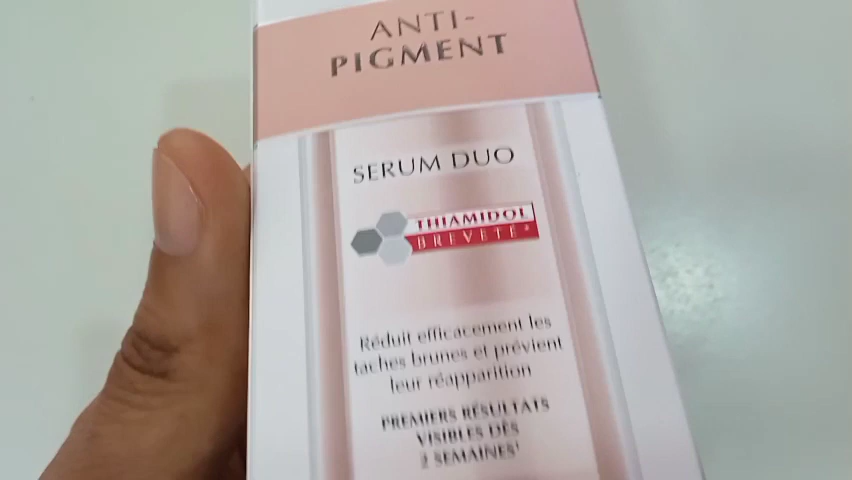 ANTI-
PIGMENT
SERUM DUO
THIAMIDOL
BREVETÉ*
Réduit efficacement les
taches brunes et prévient
leur réapparition
PREMIERS RÉSULTATS
VISIBLES DÈS
2 SEMAINES¹